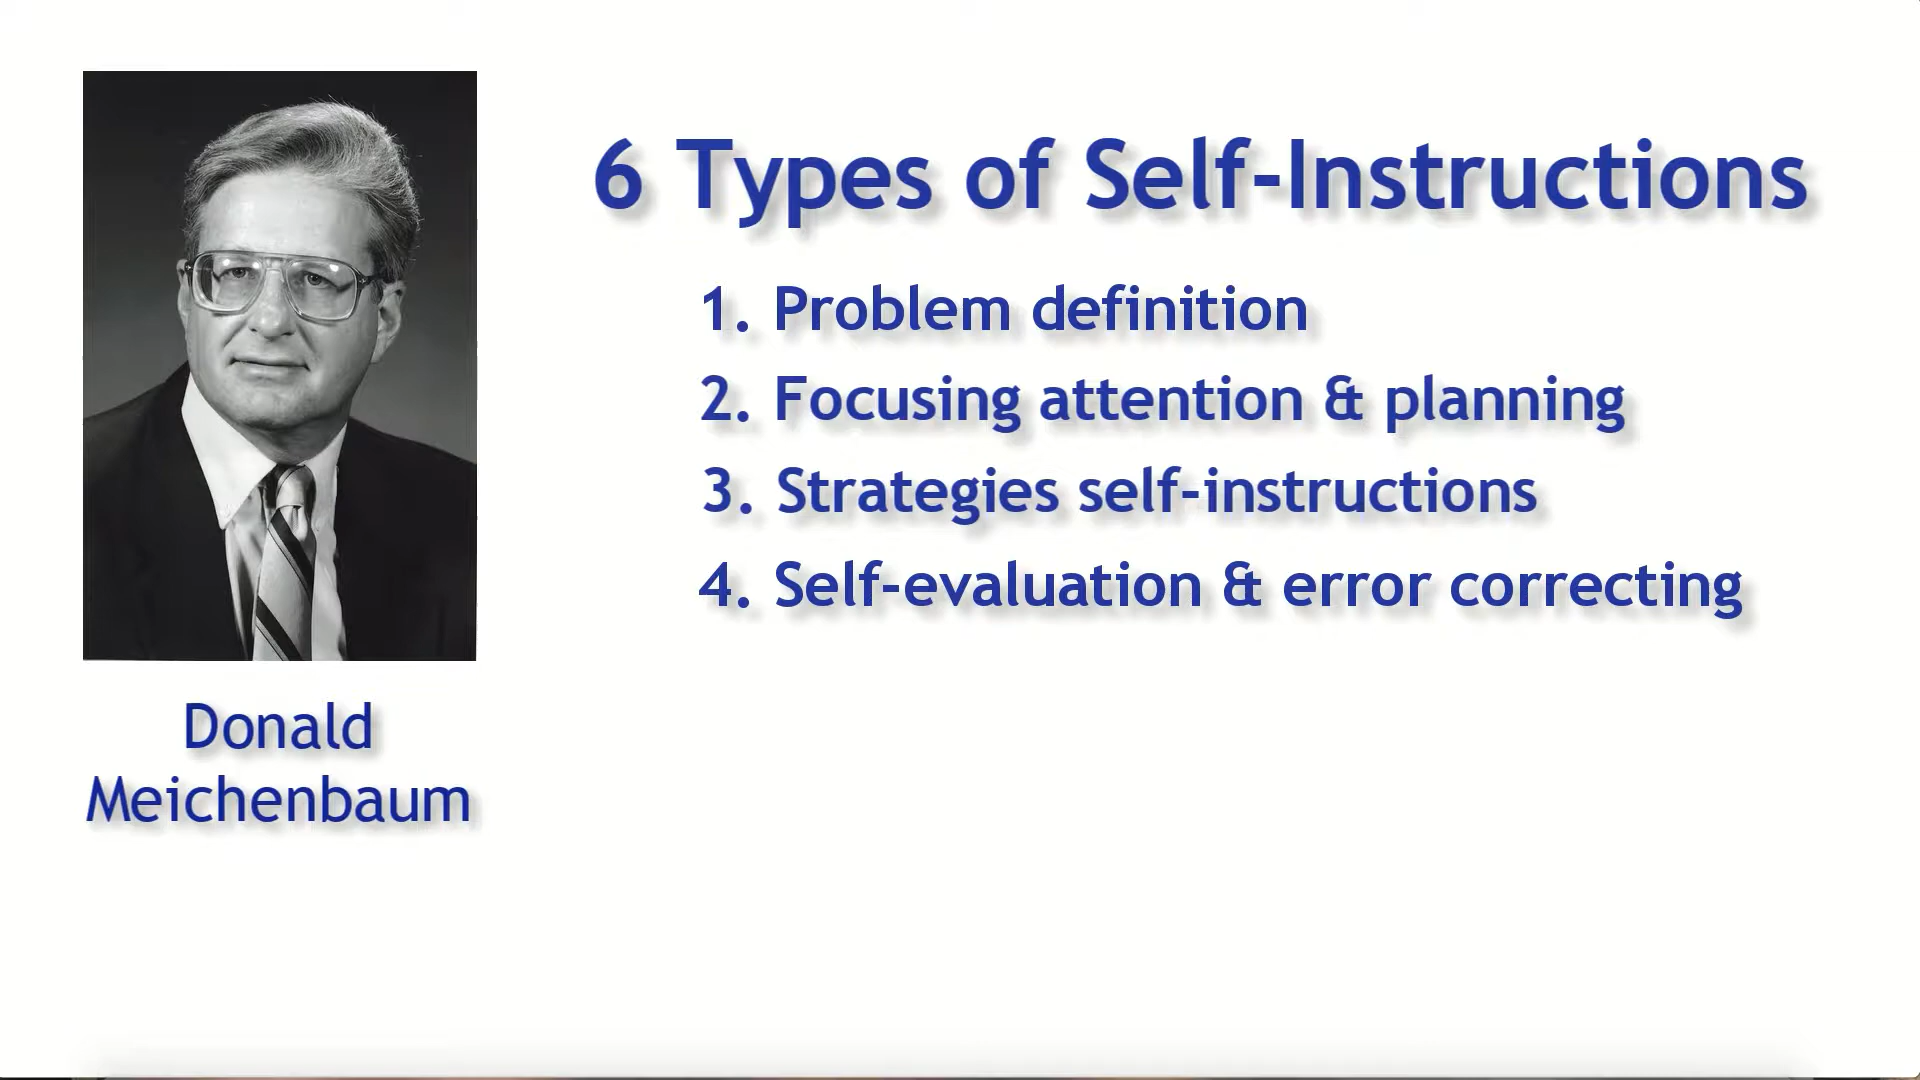 6 Types of Self-Instructions
1. Problem definition
2. Focusing attention & planning
3. Strategies self-instructions
4. Self-evaluation & error correcting
Donald
Meichenbaum